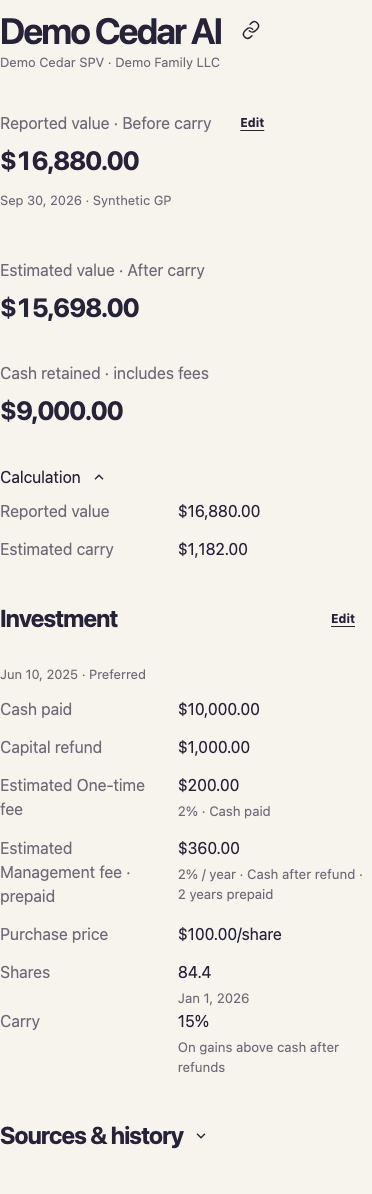 Demo Cedar AI
Demo Cedar SPV · Demo Family LLC
Reported value · Before carry Edit
$16,880.00
Sep 30, 2026 · Synthetic GP
Estimated value · After carry
$15,698.00
Cash retained · includes fees
$9,000.00
Calculation
Reported value $16,880.00
Estimated carry $1,182.00
Investment Edit
Jun 10, 2025 · Preferred
Cash paid $10,000.00
Capital refund $1,000.00
Estimated One-time $200.00
fee 2% · Cash paid
Estimated $360.00
Management fee · 2% / year · Cash after refund ·
prepaid 2 years prepaid
Purchase price $100.00/share
Shares 84.4
Jan 1, 2026
Carry 15%
On gains above cash after
refunds
Sources & history